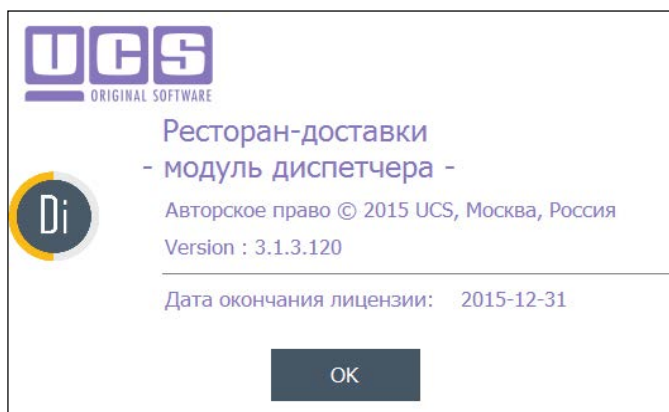 UCS
ORIGINAL SOFTWARE
Ресторан-доставки
- модуль диспетчера -
Di
Авторское право © 2015 UCS, Москва, Россия
Version : 3.1.3.120
Дата окончания лицензии: 2015-12-31
OK